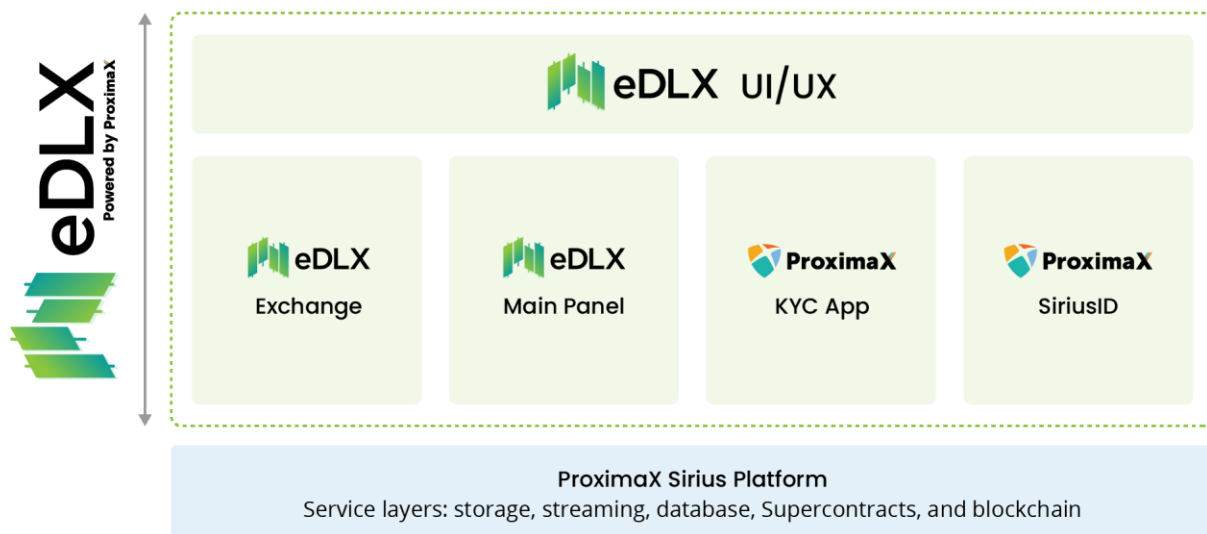 eDLX
Powered by ProximaX
eDLX UI/UX
eDLX
Exchange
eDLX
Main Panel
ProximaX
KYC App
ProximaX
SiriusID
ProximaX Sirius Platform
Service layers: storage, streaming, database, Supercontracts, and blockchain